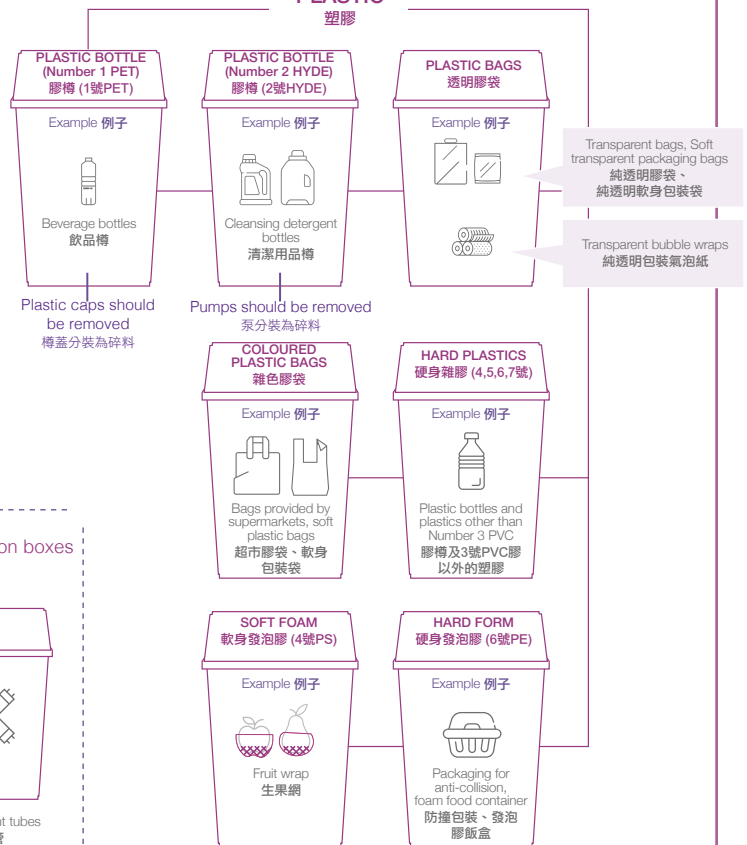 PLASTIC
塑膠
PLASTIC BOTTLE
(Number 1 PET)
膠樽 (1號PET)
Example 例子
Beverage bottles
飲品樽
Plastic caps should
be removed
樽蓋分裝為碎料
PLASTIC BOTTLE
(Number 2 HYDE)
膠樽 (2號HYDE)
Example 例子
Cleansing detergent
bottles
清潔用品樽
Pumps should be removed
泵分裝為碎料
PLASTIC BAGS
透明膠袋
Example 例子
Transparent bags, Soft
transparent packaging bags
純透明膠袋、
純透明軟身包裝袋
Transparent bubble wraps
純透明包裝氣泡紙
COLOURED
PLASTIC BAGS
雜色膠袋
Example 例子
Bags provided by
supermarkets, soft
plastic bags
超市膠袋、軟身
包裝袋
HARD PLASTICS
硬身雜膠 (4,5,6,7號)
Example 例子
Plastic bottles and
plastics other than
Number 3 PVC
膠樽及3號PVC膠
以外的塑膠
on boxes
nt tubes
SOFT FOAM
軟身發泡膠 (4號PS)
Example 例子
Fruit wrap
生果網
HARD FORM
硬身發泡膠 (6號PE)
Example 例子
Packaging for
anti-collision,
foam food container
防撞包裝、發泡
膠飯盒